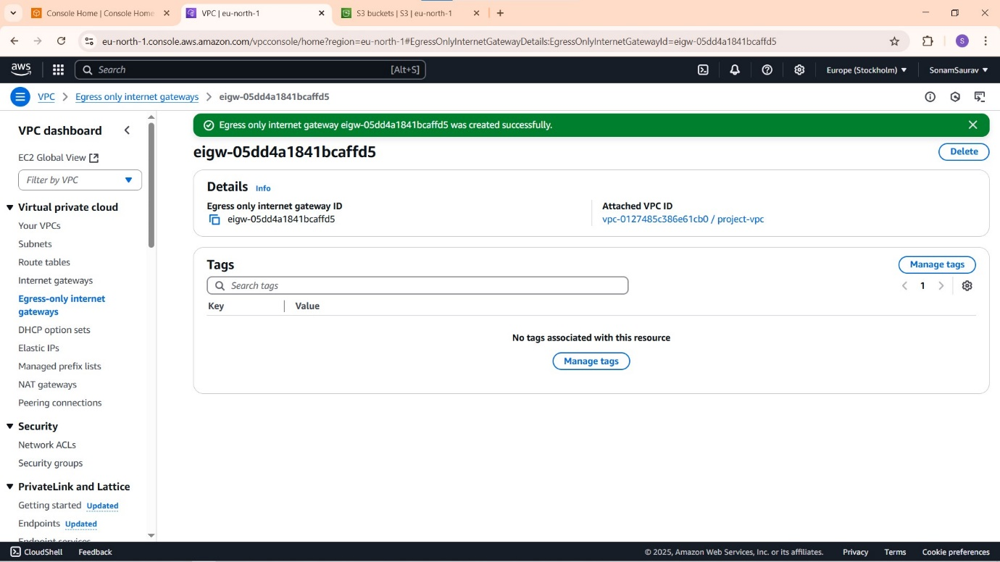 Console Home | Console Home
VPC | eu-north-1
S3 buckets | S3 | eu-north-1
eu-north-1.console.aws.amazon.com/vpcconsole/home?region=eu-north-1#EgressOnlyInternetGatewayDetails:EgressOnlyInternetGatewayId=eigw-05dd4a1841bcaffd5
S
aws
Search
[Alt+S]
Europe (Stockholm)
SonamSaurav
VPC
Egress only internet gateways
eigw-05dd4a1841bcaffd5
VPC dashboard
EC2 Global View
Filter by VPC
Virtual private cloud
Your VPCs
Subnets
Route tables
Internet gateways
Egress-only internet
gateways
DHCP option sets
Elastic IPs
Managed prefix lists
NAT gateways
Peering connections
Security
Network ACLs
Security groups
PrivateLink and Lattice
Getting started Updated
Endpoints Updated
Endpoint services
Egress only internet gateway eigw-05dd4a1841bcaffd5 was created successfully.
eigw-05dd4a1841bcaffd5
Delete
Details Info
Egress only internet gateway ID
eigw-05dd4a1841bcaffd5
Attached VPC ID
vpc-0127485c386e61cb0 / project-vpc
Tags
Manage tags
Search tags
1
Key
Value
No tags associated with this resource
Manage tags
CloudShell
Feedback
© 2025, Amazon Web Services, Inc. or its affiliates.
Privacy
Terms
Cookie preferences